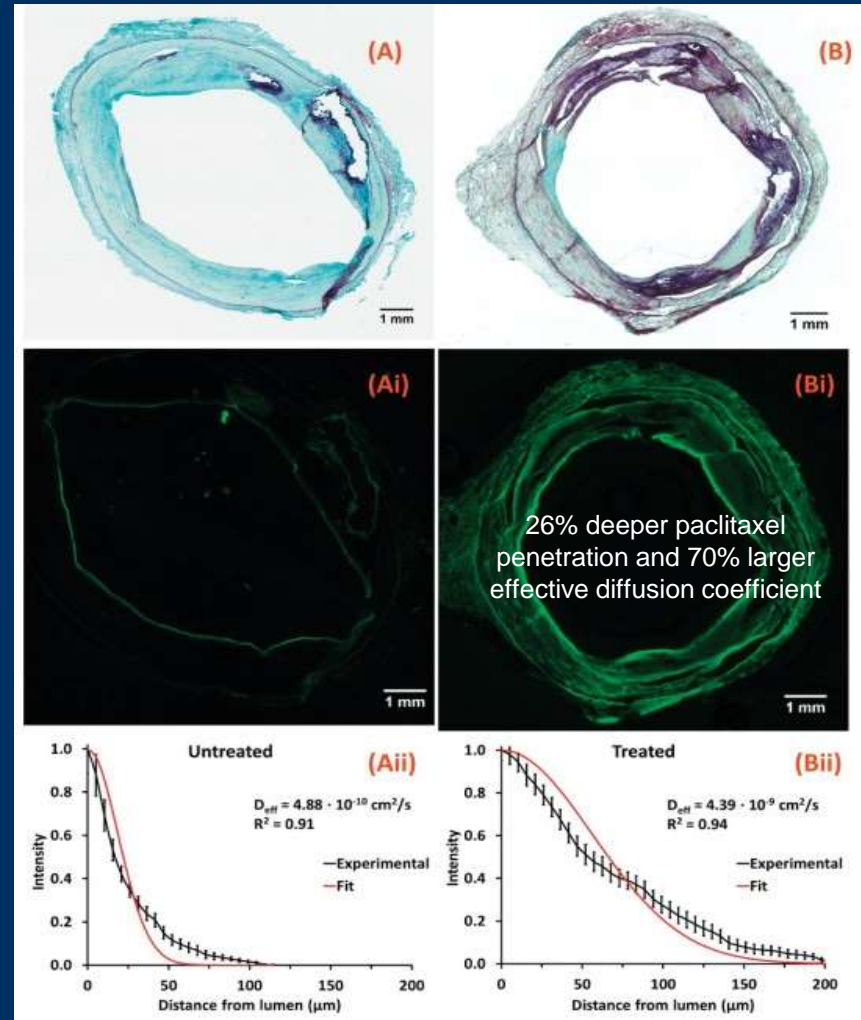 (A)
1 mm
(B)
1 mm
(Ai)
1 mm
(Bi)
26% deeper paclitaxel
penetration and 70% larger
effective diffusion coefficient
1 mm
1.0
0.8
0.6
0.4
0.2
0.0
Intensity
Untreated
(Aii)
D_eff = 4.88 · 10⁻¹⁰ cm²/s
R² = 0.91
Experimental
Fit
0
50
100
150
200
Distance from lumen (µm)
1.0
0.8
0.6
0.4
0.2
0.0
Intensity
Treated
(Bii)
D_eff = 4.39 · 10⁻⁹ cm²/s
R² = 0.94
Experimental
Fit
0
50
100
150
200
Distance from lumen (µm)